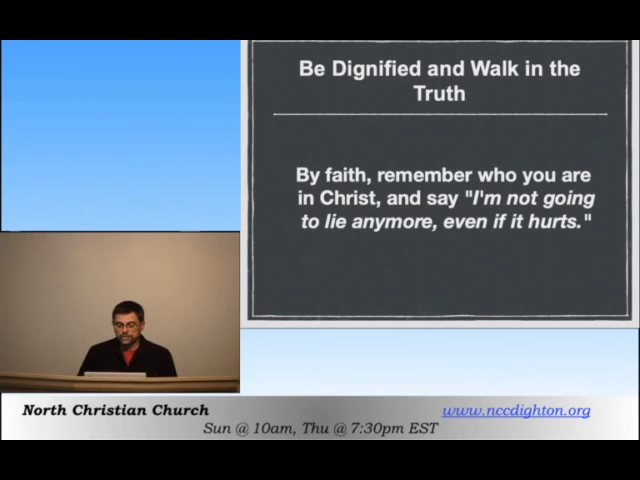 Be Dignified and Walk in the
Truth
By faith, remember who you are
in Christ, and say "I'm not going
to lie anymore, even if it hurts."
North Christian Church
www.nccdighton.org
Sun @ 10am, Thu @ 7:30pm EST